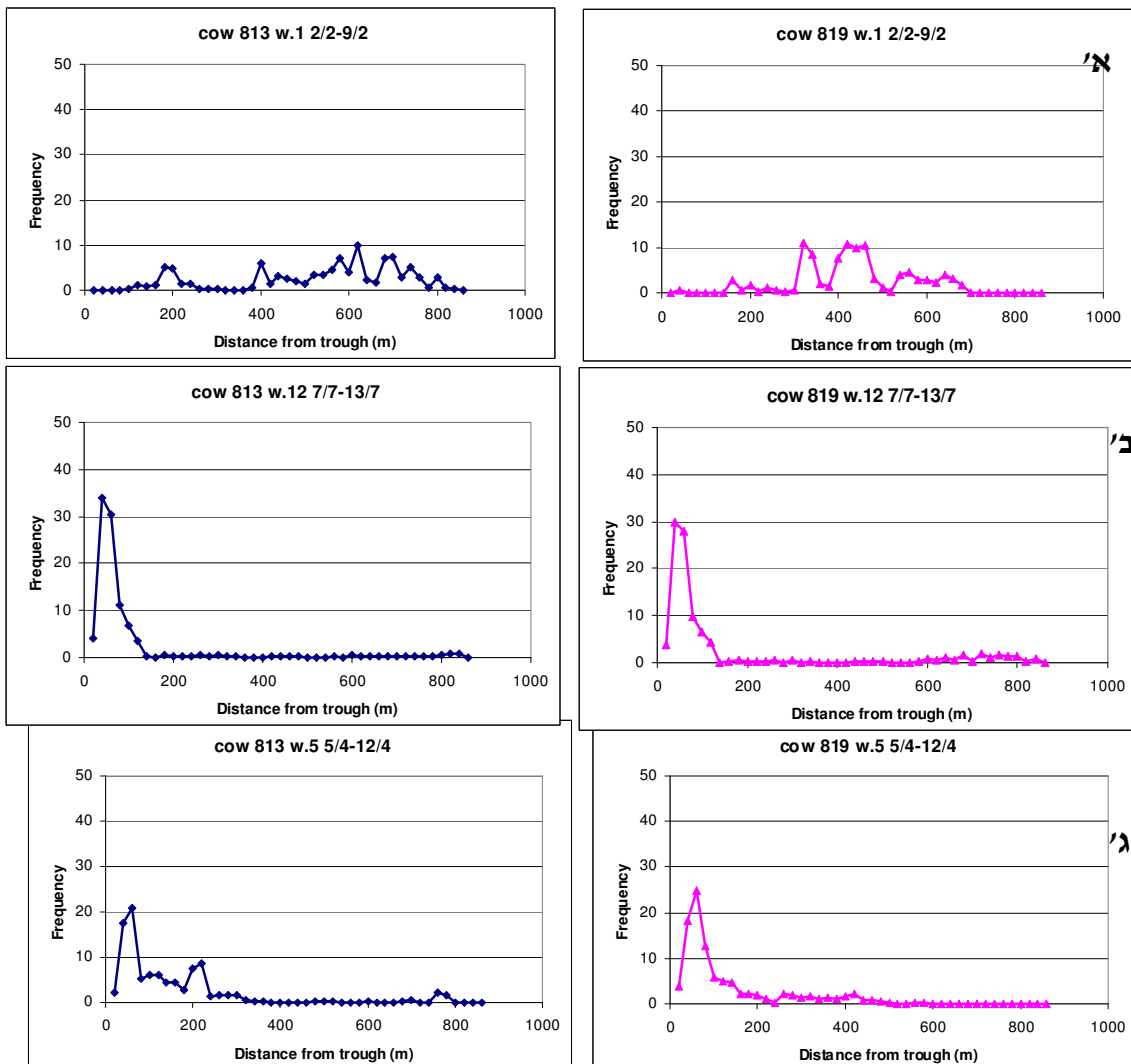 cow 813 w.1 2/2-9/2
50
40
30
20
10
0
Frequency
0 200 400 600 800 1000
Distance from trough (m)
cow 819 w.1 2/2-9/2
א'
50
40
30
20
10
0
Frequency
0 200 400 600 800 1000
Distance from trough (m)
cow 813 w.12 7/7-13/7
50
40
30
20
10
0
Frequency
0 200 400 600 800 1000
Distance from trough (m)
cow 819 w.12 7/7-13/7
ב'
50
40
30
20
10
0
Frequency
0 200 400 600 800 1000
Distance from trough (m)
cow 813 w.5 5/4-12/4
50
40
30
20
10
0
Frequency
0 200 400 600 800 1000
Distance from trough (m)
cow 819 w.5 5/4-12/4
ג'
50
40
30
20
10
0
Frequency
0 200 400 600 800 1000
Distance from trough (m)